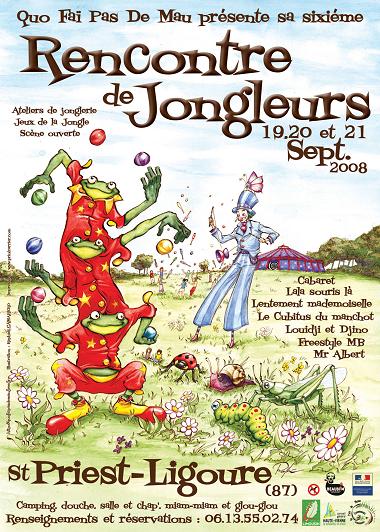 Quo Fai Pas De Mau présente sa sixiéme
Rencontre
de Jongleurs
Ateliers de jonglerie
Jeux de la Jongle
Scène ouverte
19.20 et 21
Sept.
2008
Cabaret
Lala souris là
Lentement mademoiselle
Le Cubitus du manchot
Louidji et Djino
Freestyle MB
Mr Albert
St Priest-Ligoure
(87)
Camping, douche, salle et chap', miam-miam et glou-glou
Renseignements et réservations : 06.13.55.02.74